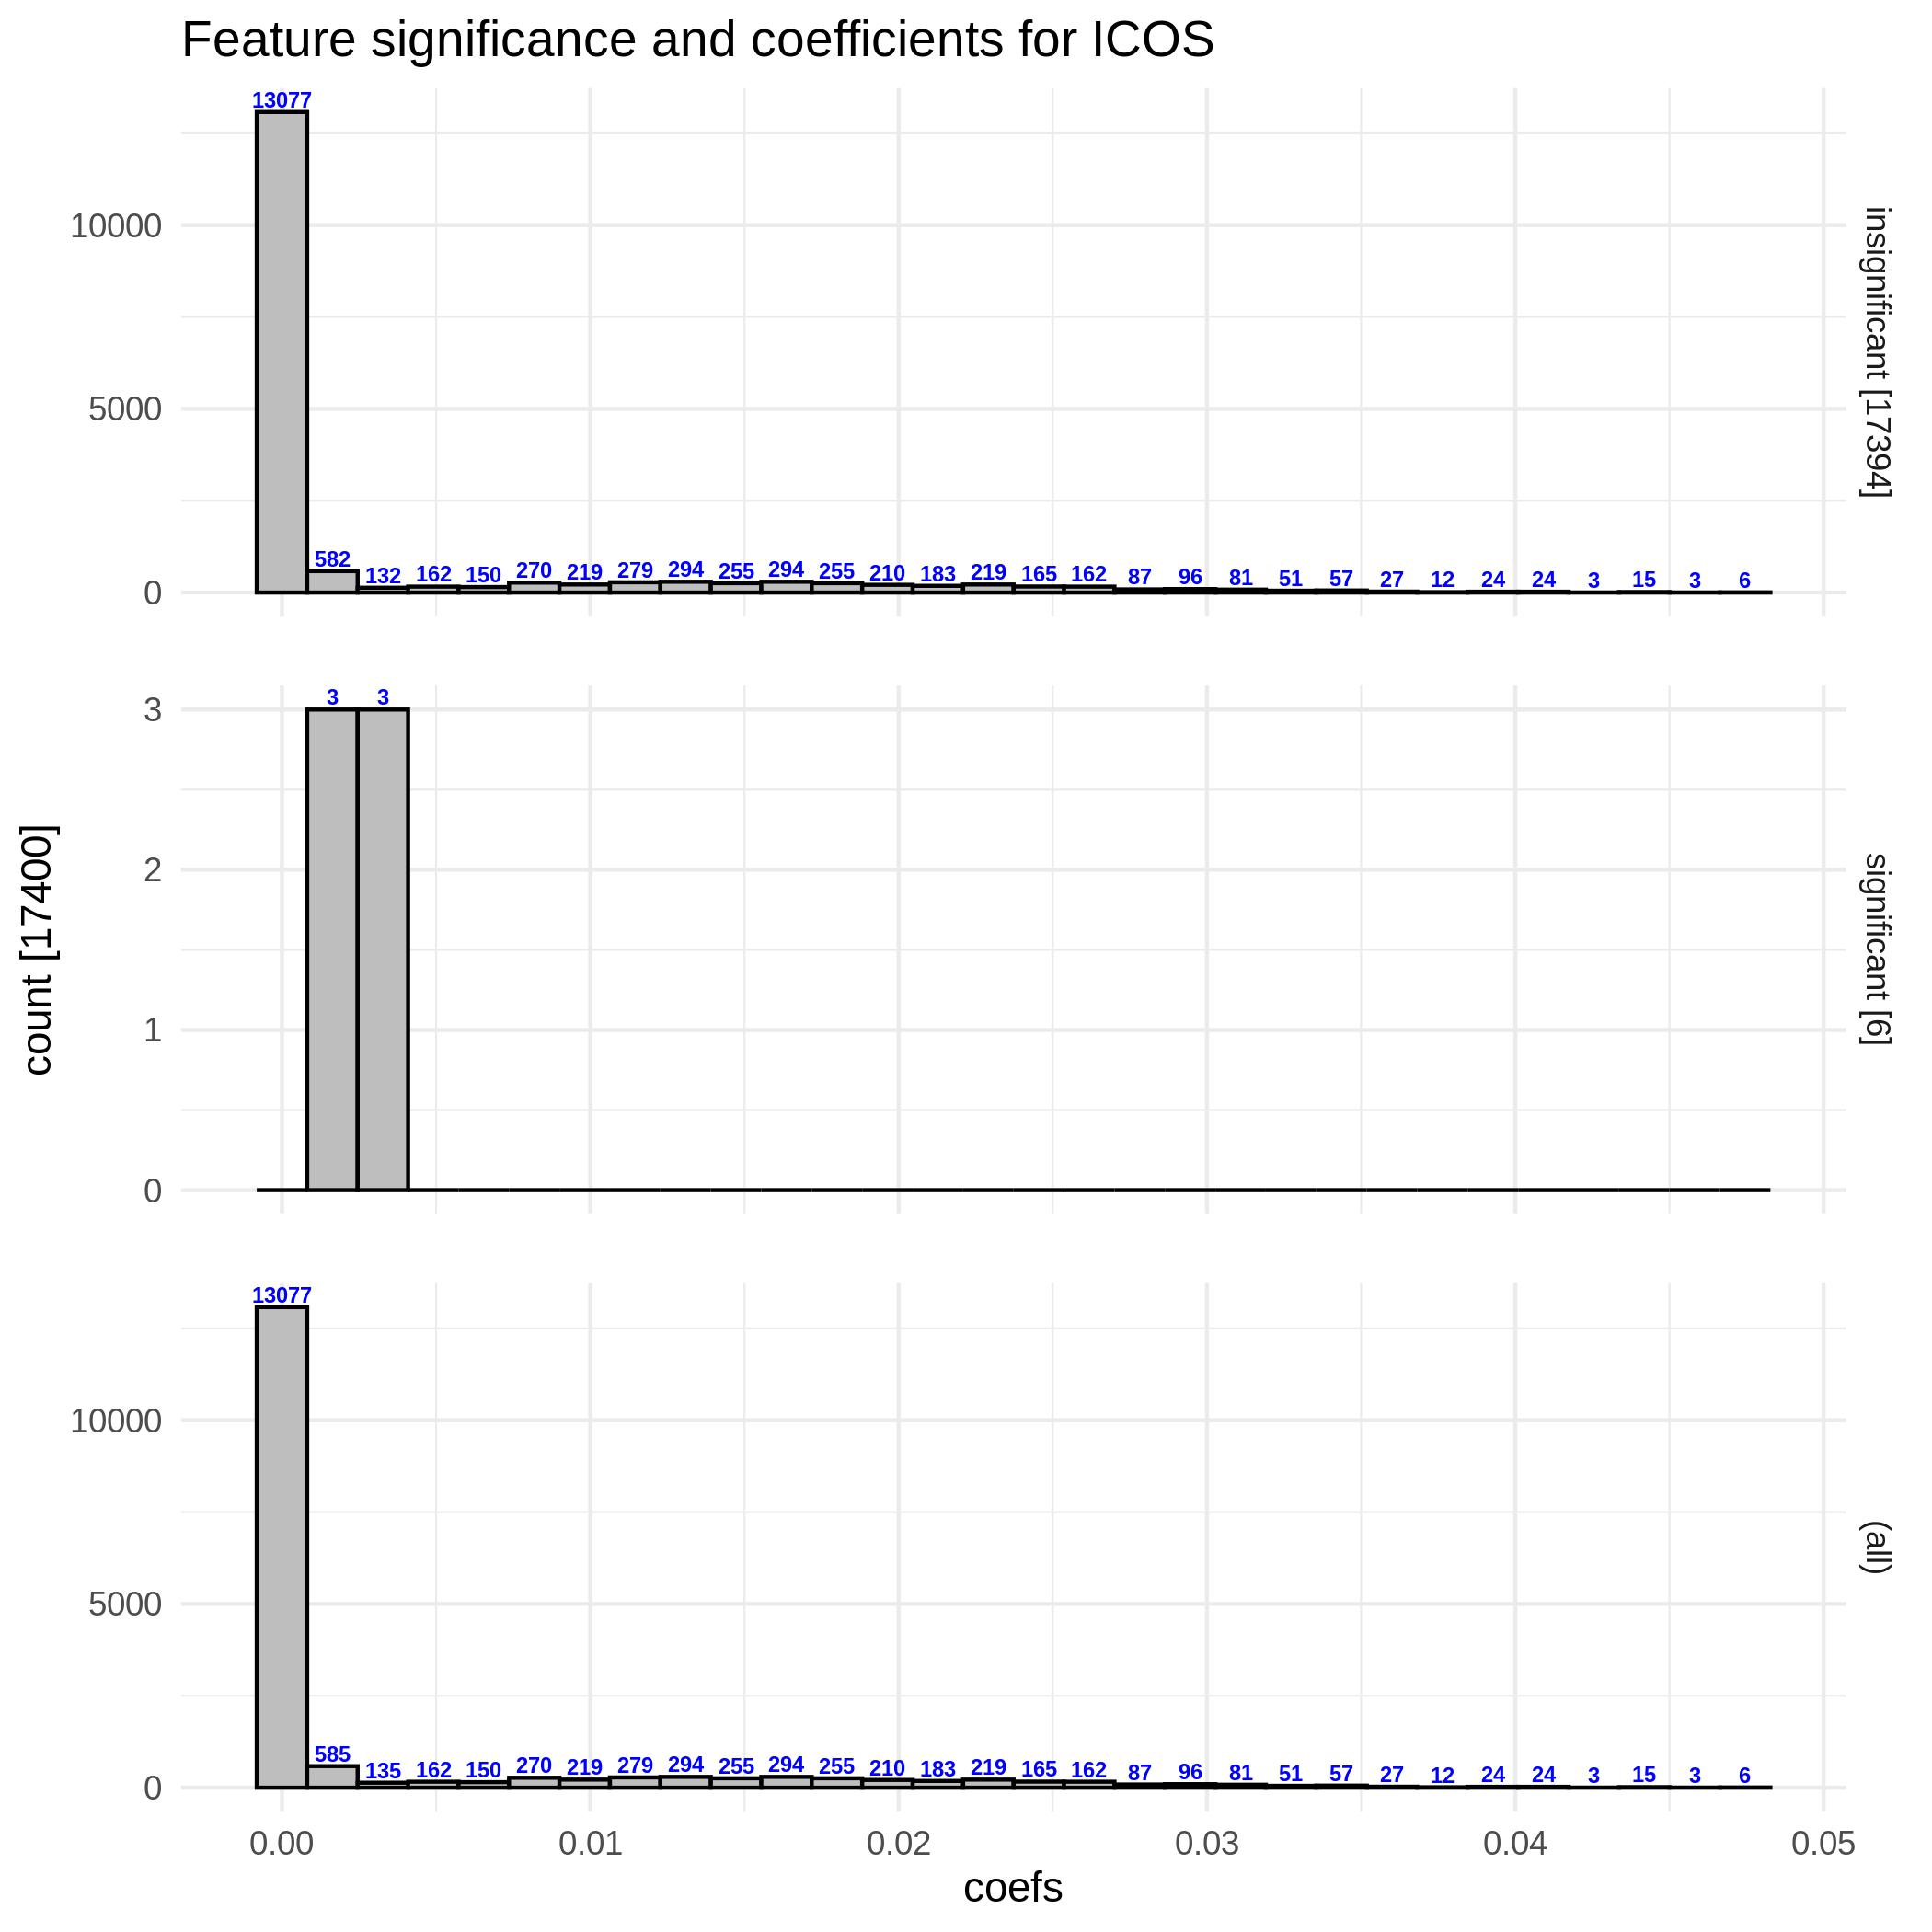 Feature significance and coefficients for ICOS
13077
10000
5000
0
582 132 162 150 270 219 279 294 255 294 255 210 183 219 165 162 87 96 81 51 57 27 12 24 24 3 15 3 6
insignificant [17394]
3 3
3
2
1
0
significant [6]
count [17400]
13077
10000
5000
0
585 135 162 150 270 219 279 294 255 294 255 210 183 219 165 162 87 96 81 51 57 27 12 24 24 3 15 3 6
(all)
0.00 0.01 0.02 0.03 0.04 0.05
coefs